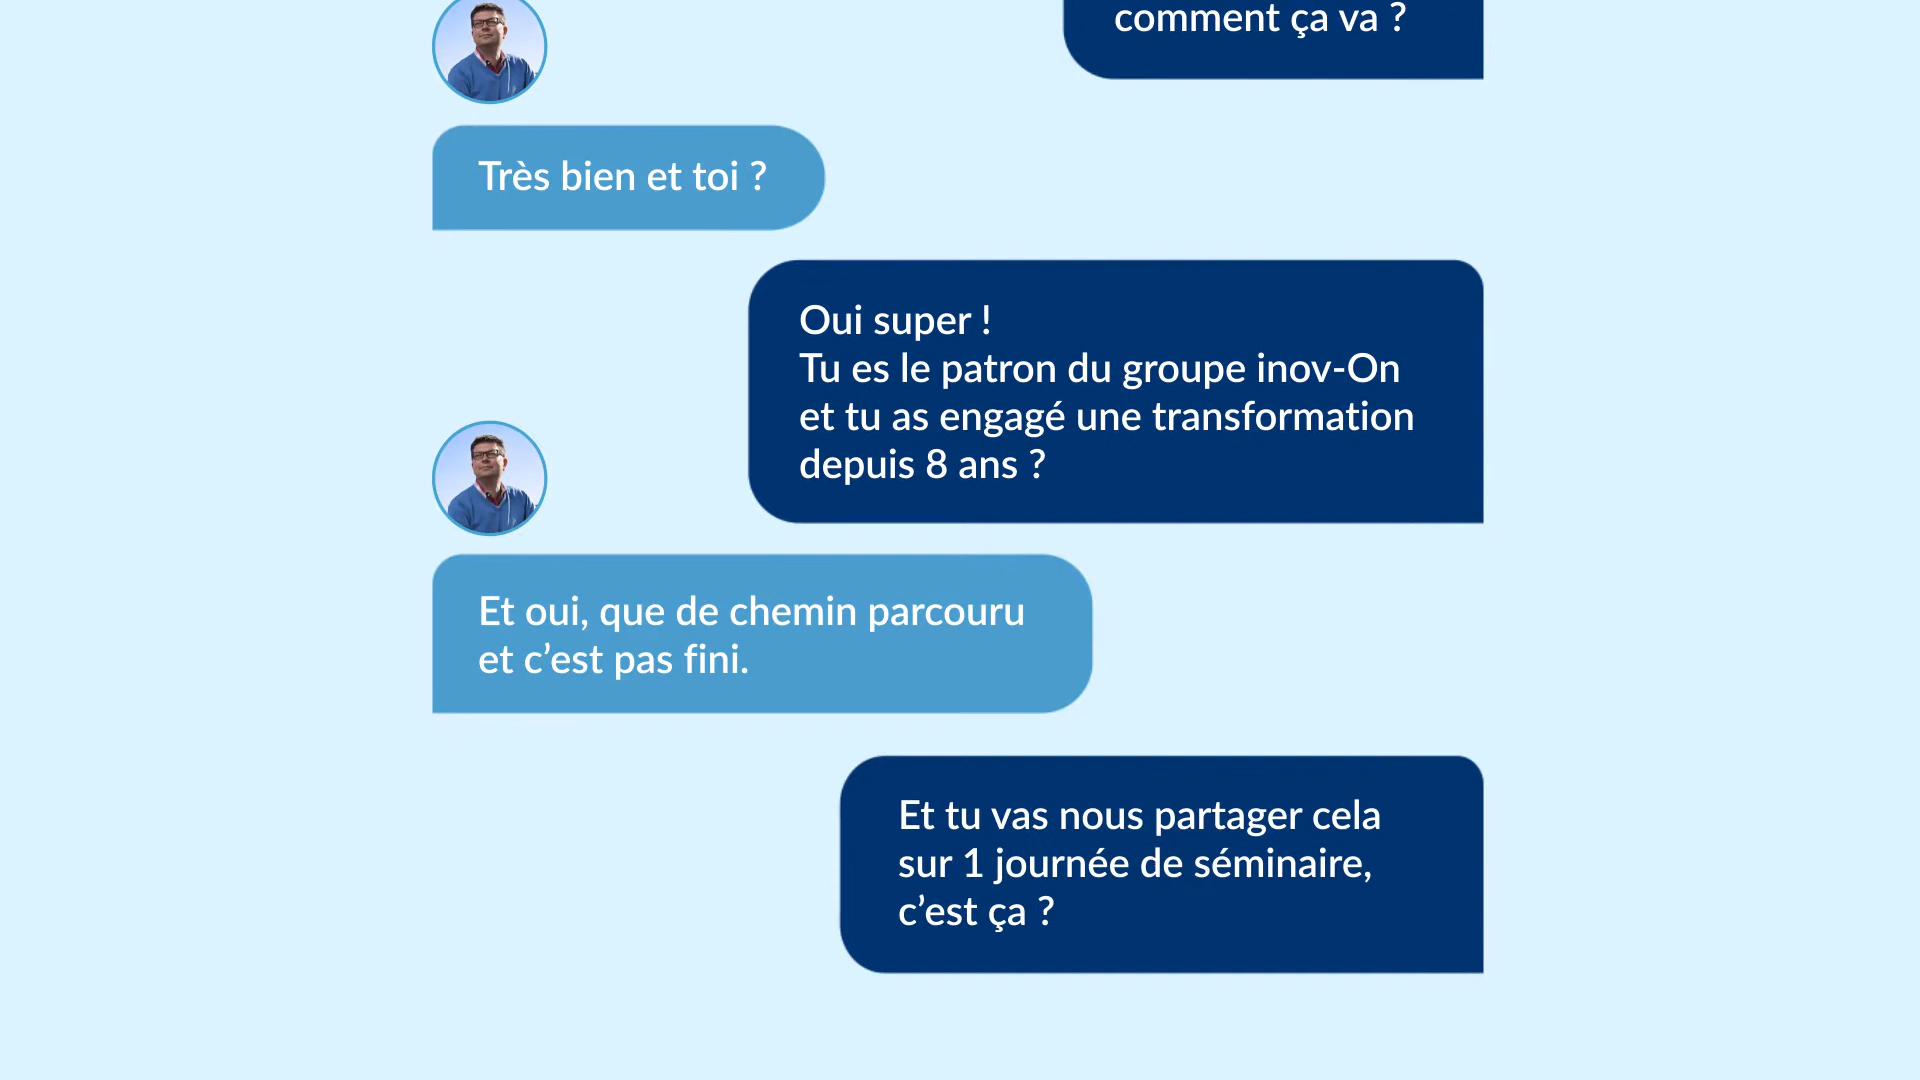 comment ça va ?
Très bien et toi ?
Oui super !
Tu es le patron du groupe inov-On
et tu as engagé une transformation
depuis 8 ans ?
Et oui, que de chemin parcouru
et c’est pas fini.
Et tu vas nous partager cela
sur 1 journée de séminaire,
c’est ça ?